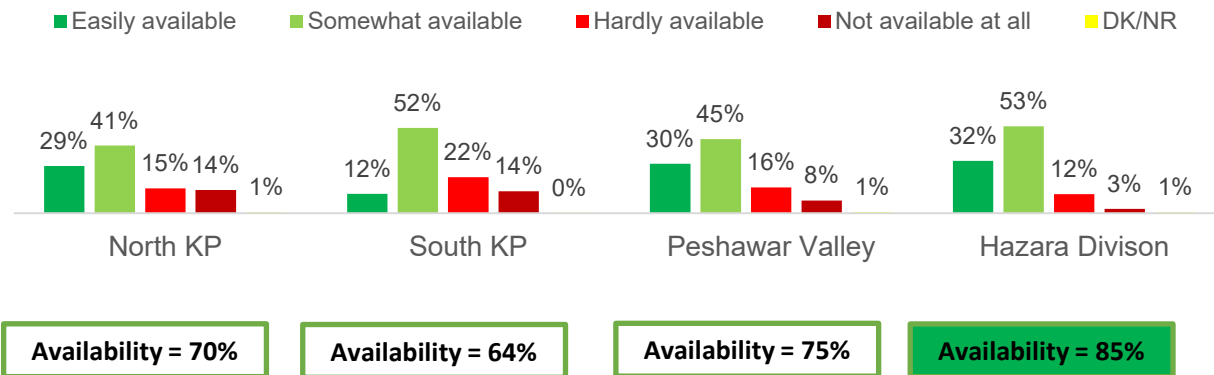 Easily available Somewhat available Hardly available Not available at all DK/NR
29% 41% 15% 14% 1% 12% 52% 22% 14% 0% 30% 45% 16% 8% 1% 32% 53% 12% 3% 1%
North KP South KP Peshawar Valley Hazara Divison
Availability = 70% Availability = 64% Availability = 75% Availability = 85%